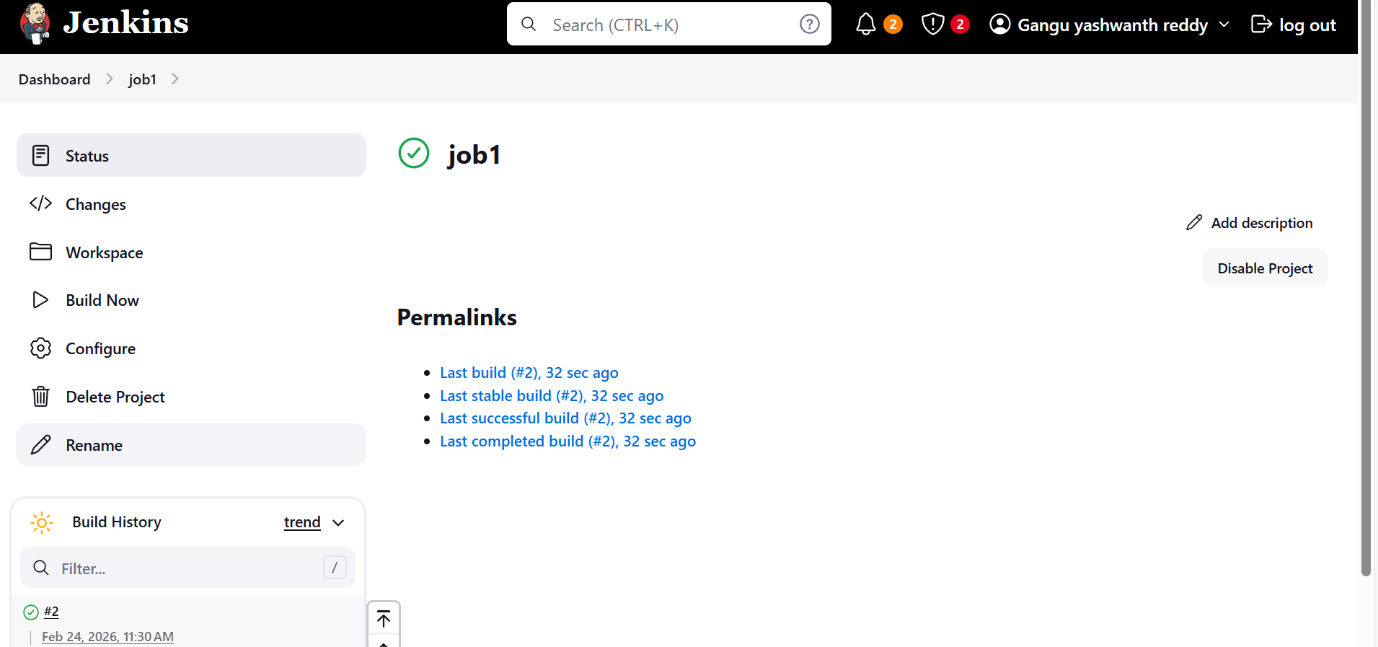 Jenkins
Search (CTRL+K)
?
2
2
Gangu yashwanth reddy
log out
Dashboard
job1
Status
Changes
Workspace
Build Now
Configure
Delete Project
Rename
job1
Add description
Disable Project
Permalinks
Last build (#2), 32 sec ago
Last stable build (#2), 32 sec ago
Last successful build (#2), 32 sec ago
Last completed build (#2), 32 sec ago
Build History
trend
Filter...
/
#2
Feb 24, 2026, 11:30 AM